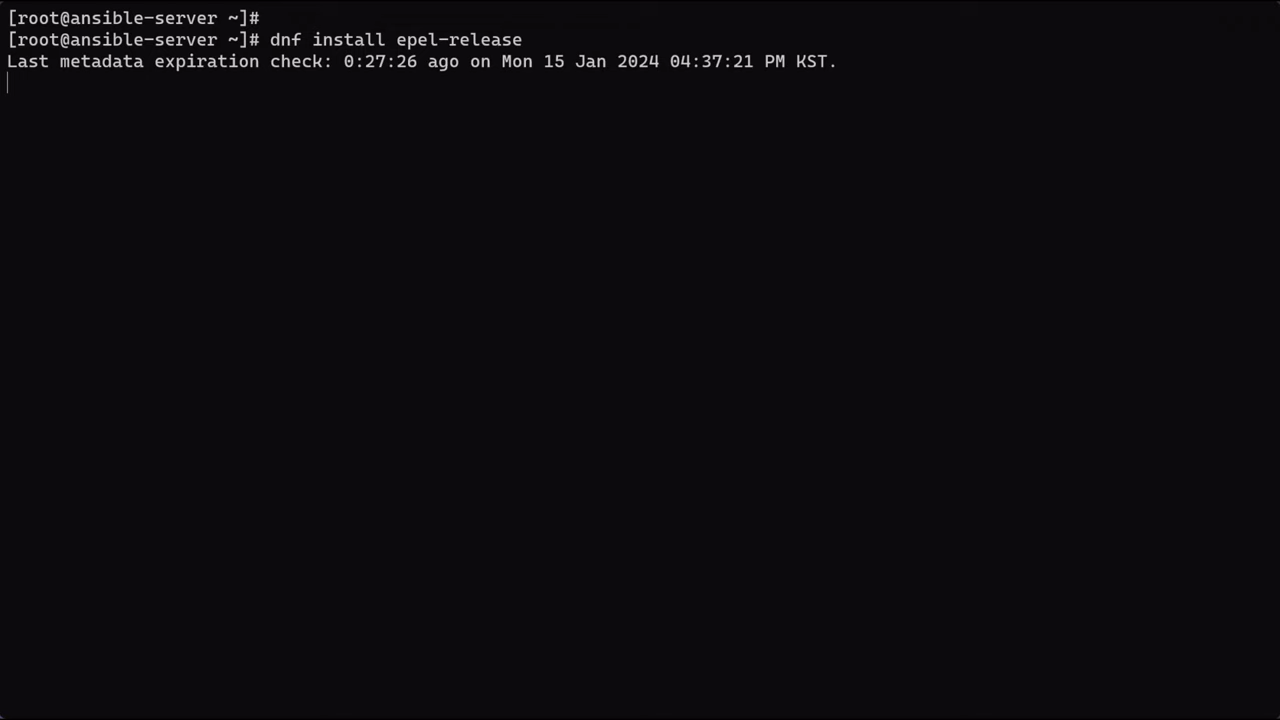 [root@ansible-server ~]#
[root@ansible-server ~]# dnf install epel-release
Last metadata expiration check: 0:27:26 ago on Mon 15 Jan 2024 04:37:21 PM KST.